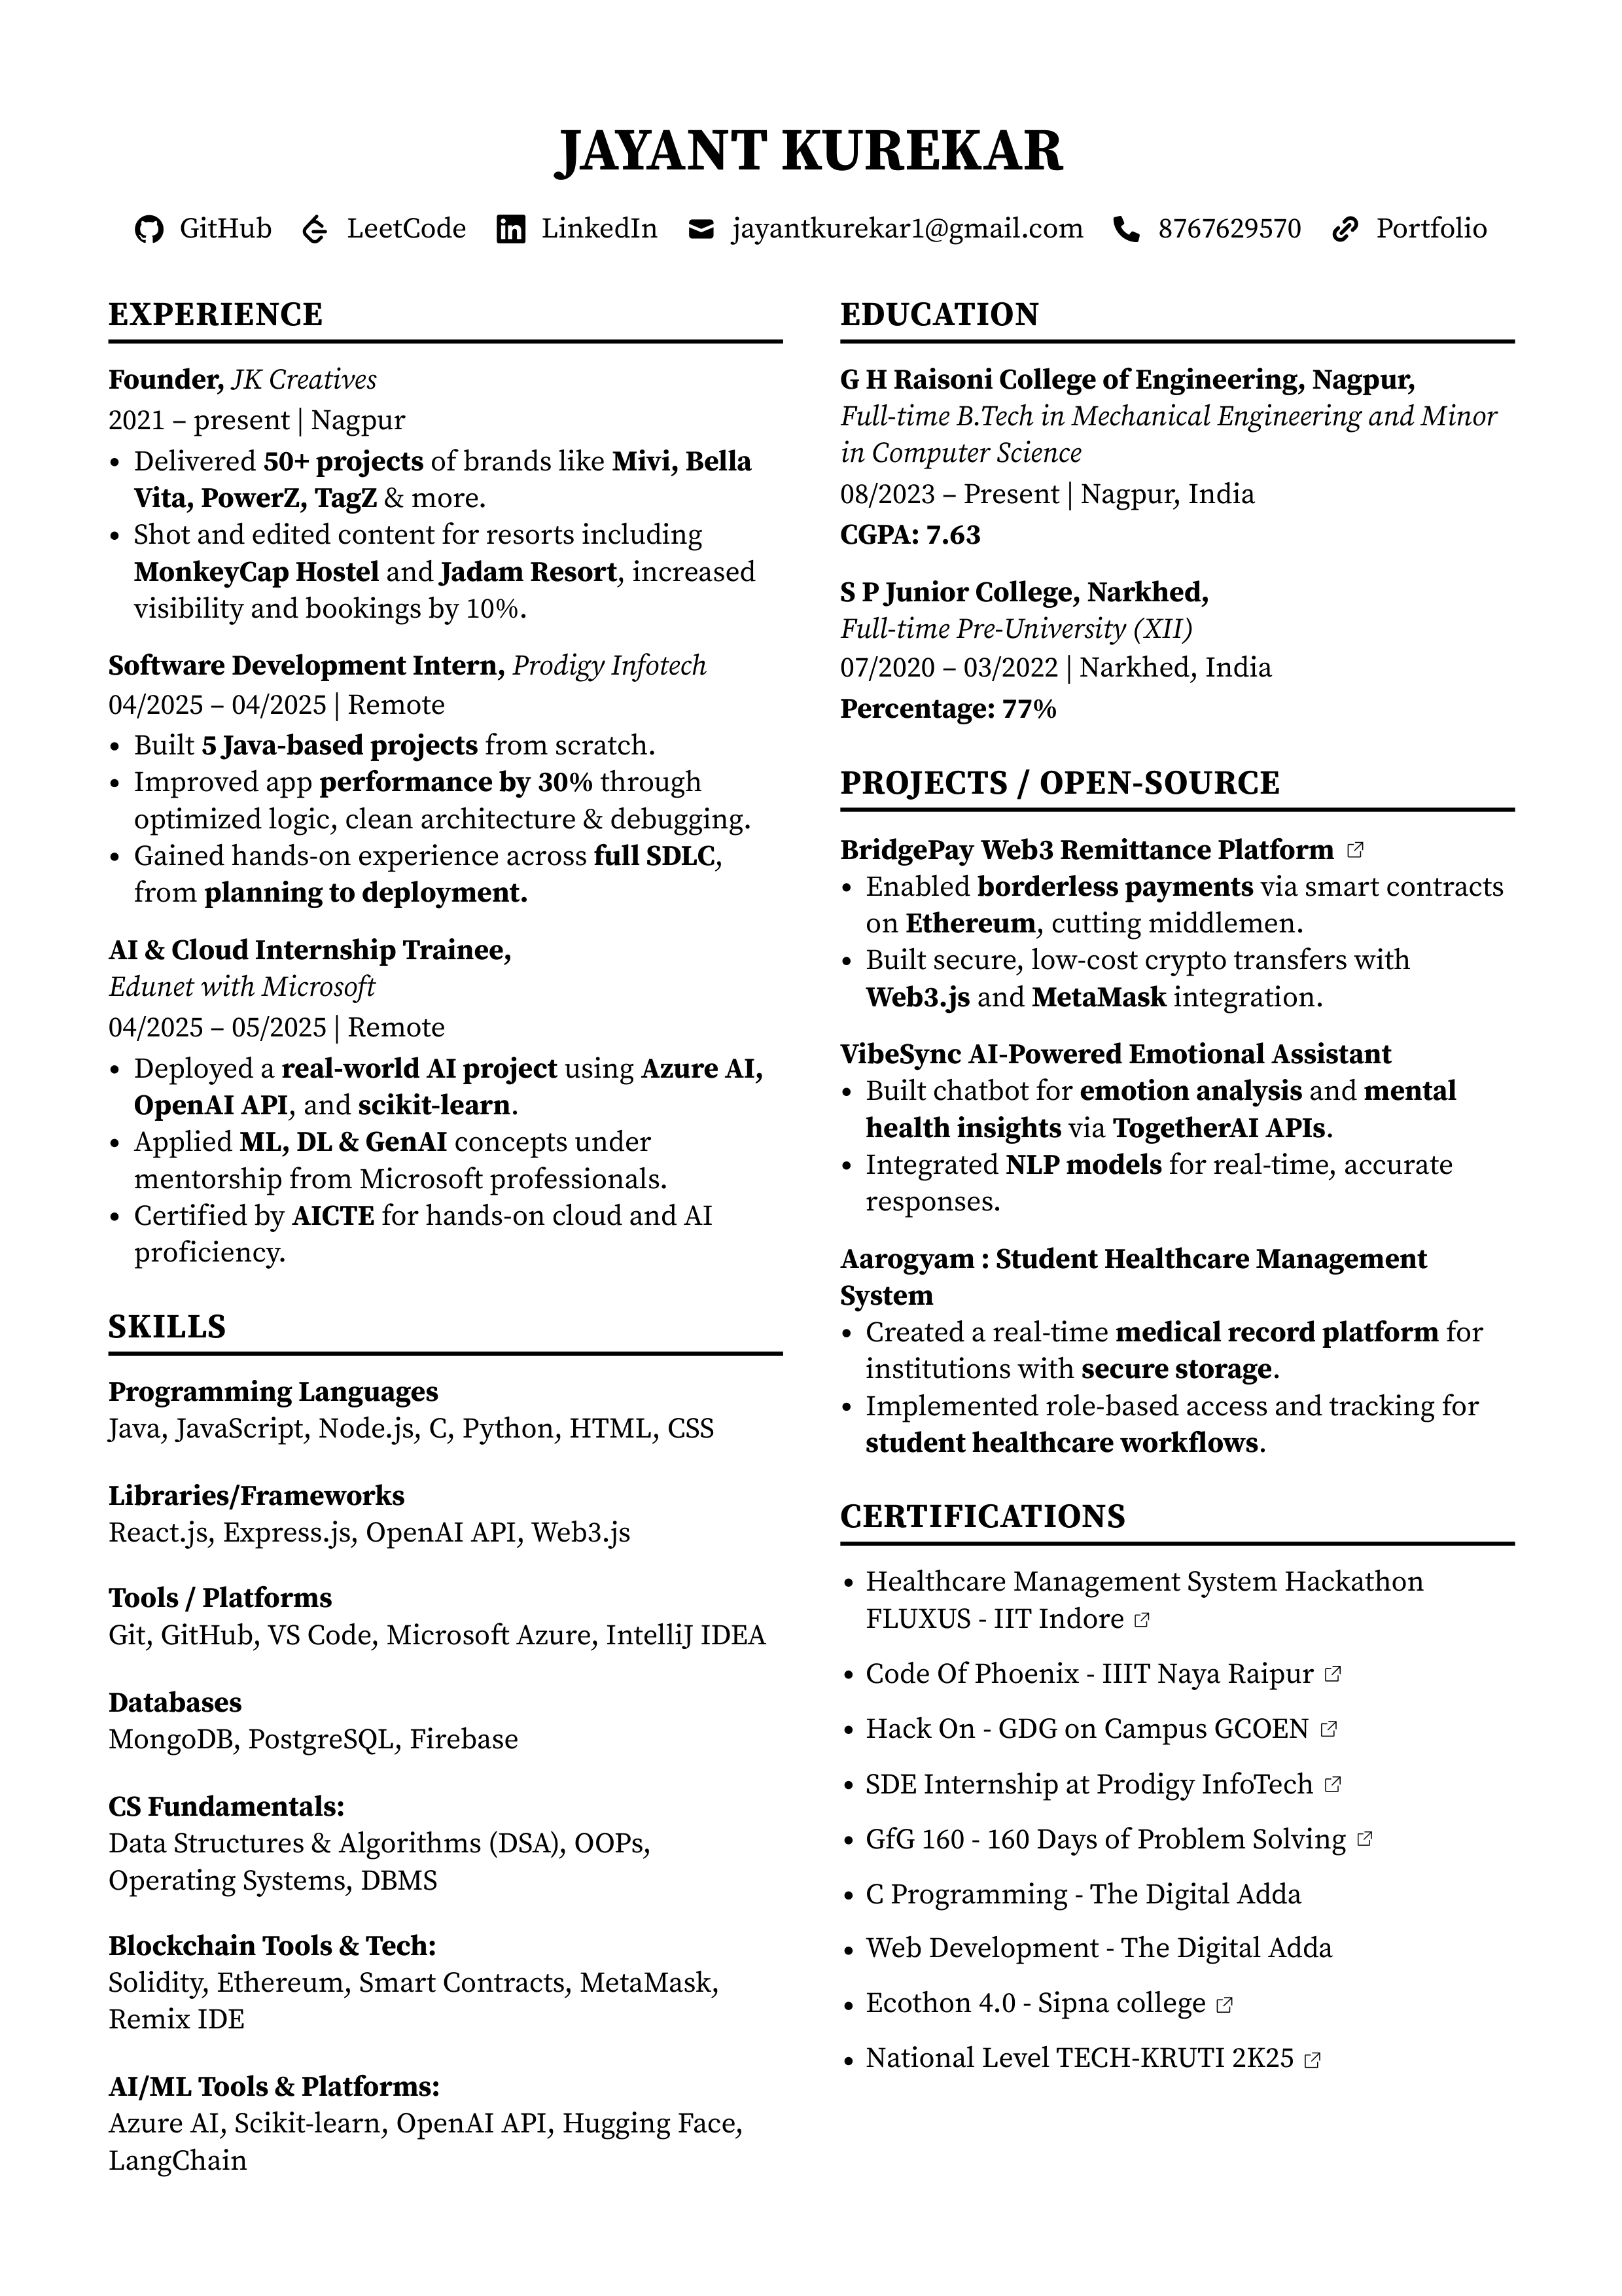 JAYANT KUREKAR
GitHub LeetCode LinkedIn jayantkurekar1@gmail.com 8767629570 Portfolio
EXPERIENCE
Founder, JK Creatives
2021 – present | Nagpur
• Delivered 50+ projects of brands like Mivi, Bella
Vita, PowerZ, TagZ & more.
• Shot and edited content for resorts including
MonkeyCap Hostel and Jadam Resort, increased
visibility and bookings by 10%.
Software Development Intern, Prodigy Infotech
04/2025 – 04/2025 | Remote
• Built 5 Java-based projects from scratch.
• Improved app performance by 30% through
optimized logic, clean architecture & debugging.
• Gained hands-on experience across full SDLC,
from planning to deployment.
AI & Cloud Internship Trainee,
Edunet with Microsoft
04/2025 – 05/2025 | Remote
• Deployed a real-world AI project using Azure AI,
OpenAI API, and scikit-learn.
• Applied ML, DL & GenAI concepts under
mentorship from Microsoft professionals.
• Certified by AICTE for hands-on cloud and AI
proficiency.
SKILLS
Programming Languages
Java, JavaScript, Node.js, C, Python, HTML, CSS
Libraries/Frameworks
React.js, Express.js, OpenAI API, Web3.js
Tools / Platforms
Git, GitHub, VS Code, Microsoft Azure, IntelliJ IDEA
Databases
MongoDB, PostgreSQL, Firebase
CS Fundamentals:
Data Structures & Algorithms (DSA), OOPs,
Operating Systems, DBMS
Blockchain Tools & Tech:
Solidity, Ethereum, Smart Contracts, MetaMask,
Remix IDE
AI/ML Tools & Platforms:
Azure AI, Scikit-learn, OpenAI API, Hugging Face,
LangChain
EDUCATION
G H Raisoni College of Engineering, Nagpur,
Full-time B.Tech in Mechanical Engineering and Minor
in Computer Science
08/2023 – Present | Nagpur, India
CGPA: 7.63
S P Junior College, Narkhed,
Full-time Pre-University (XII)
07/2020 – 03/2022 | Narkhed, India
Percentage: 77%
PROJECTS / OPEN-SOURCE
BridgePay Web3 Remittance Platform
• Enabled borderless payments via smart contracts
on Ethereum, cutting middlemen.
• Built secure, low-cost crypto transfers with
Web3.js and MetaMask integration.
VibeSync AI-Powered Emotional Assistant
• Built chatbot for emotion analysis and mental
health insights via TogetherAI APIs.
• Integrated NLP models for real-time, accurate
responses.
Aarogyam : Student Healthcare Management
System
• Created a real-time medical record platform for
institutions with secure storage.
• Implemented role-based access and tracking for
student healthcare workflows.
CERTIFICATIONS
• Healthcare Management System Hackathon
FLUXUS - IIT Indore
• Code Of Phoenix - IIIT Naya Raipur
• Hack On - GDG on Campus GCOEN
• SDE Internship at Prodigy InfoTech
• GfG 160 - 160 Days of Problem Solving
• C Programming - The Digital Adda
• Web Development - The Digital Adda
• Ecothon 4.0 - Sipna college
• National Level TECH-KRUTI 2K25